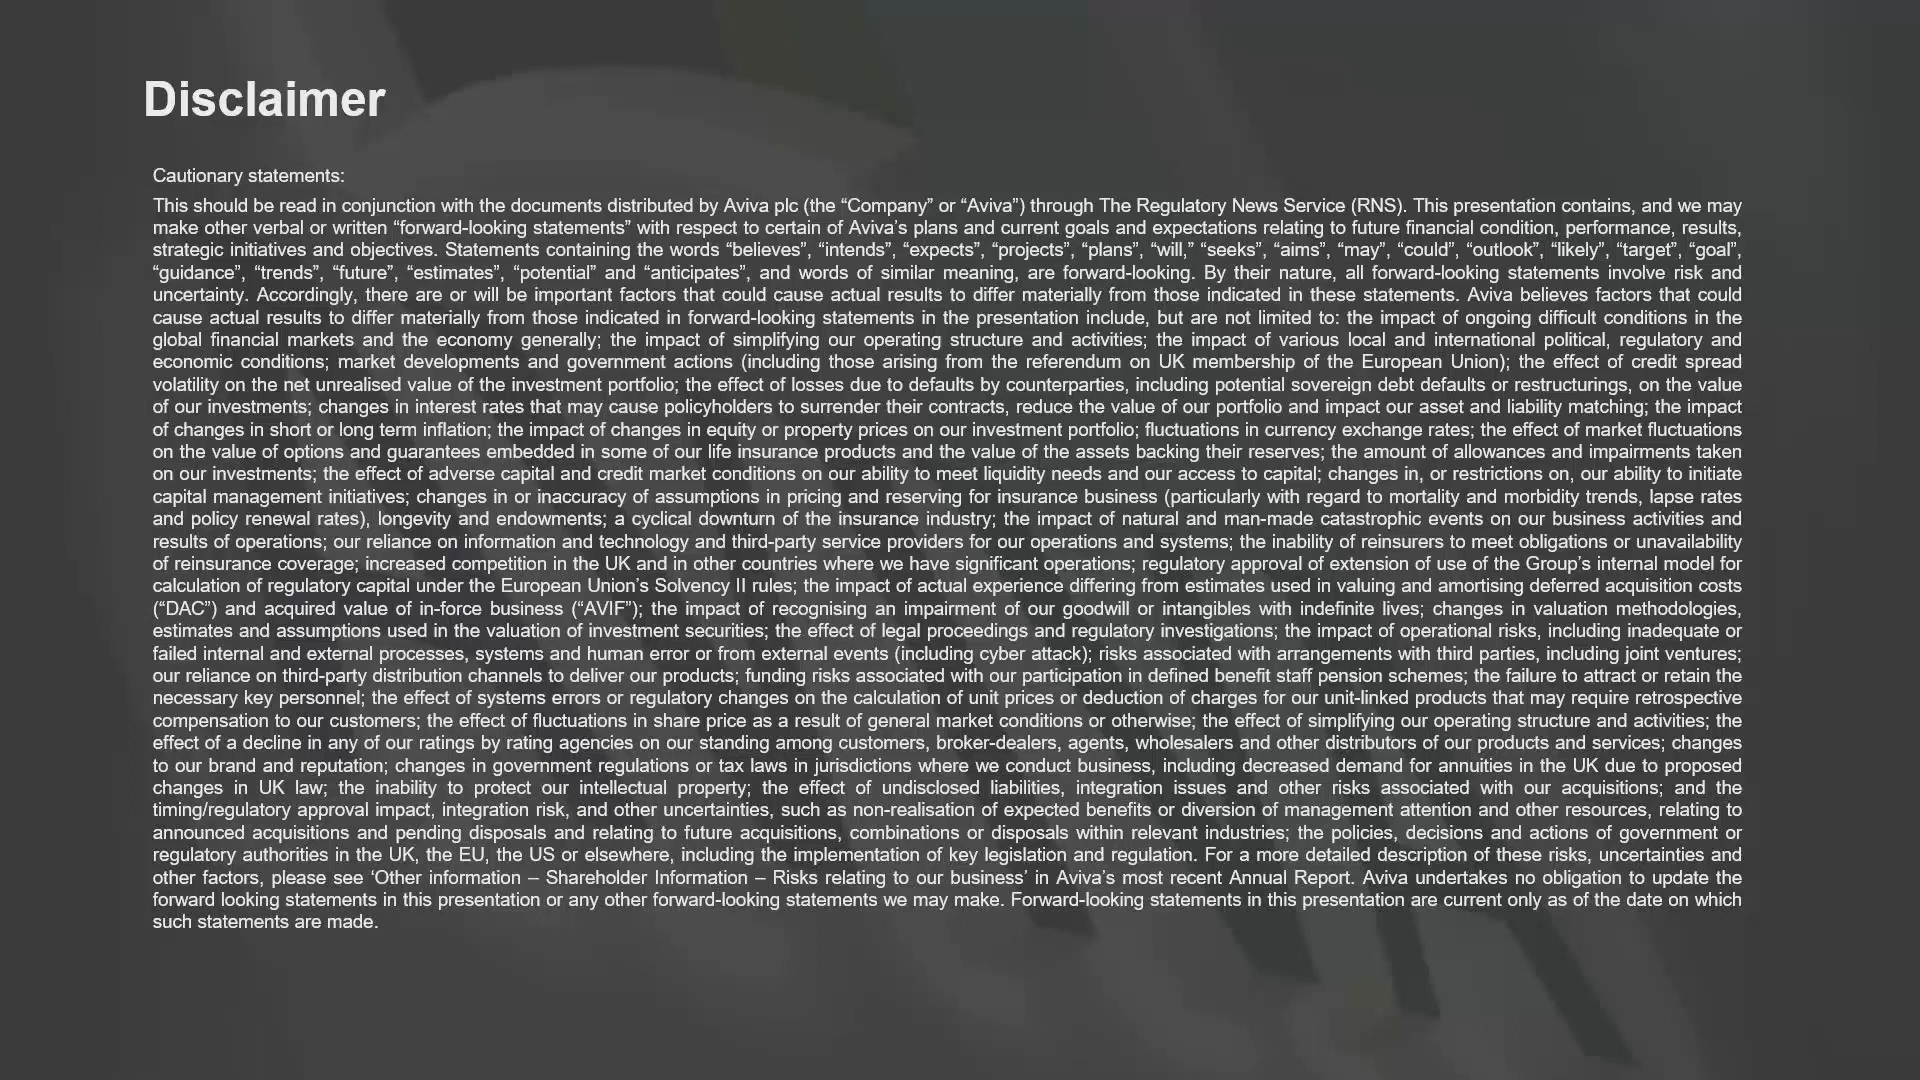 Disclaimer
Cautionary statements:
This should be read in conjunction with the documents distributed by Aviva plc (the “Company” or “Aviva”) through The Regulatory News Service (RNS). This presentation contains, and we may
make other verbal or written “forward-looking statements” with respect to certain of Aviva’s plans and current goals and expectations relating to future financial condition, performance, results,
strategic initiatives and objectives. Statements containing the words “believes”, “intends”, “expects”, “projects”, “plans”, “will,” “seeks”, “aims”, “may”, “could”, “outlook”, “likely”, “target”, “goal”,
“guidance”, “trends”, “future”, “estimates”, “potential” and “anticipates”, and words of similar meaning, are forward-looking. By their nature, all forward-looking statements involve risk and
uncertainty. Accordingly, there are or will be important factors that could cause actual results to differ materially from those indicated in these statements. Aviva believes factors that could
cause actual results to differ materially from those indicated in forward-looking statements in the presentation include, but are not limited to: the impact of ongoing difficult conditions in the
global financial markets and the economy generally; the impact of simplifying our operating structure and activities; the impact of various local and international political, regulatory and
economic conditions; market developments and government actions (including those arising from the referendum on UK membership of the European Union); the effect of credit spread
volatility on the net unrealised value of the investment portfolio; the effect of losses due to defaults by counterparties, including potential sovereign debt defaults or restructurings, on the value
of our investments; changes in interest rates that may cause policyholders to surrender their contracts, reduce the value of our portfolio and impact our asset and liability matching; the impact
of changes in short or long term inflation; the impact of changes in equity or property prices on our investment portfolio; fluctuations in currency exchange rates; the effect of market fluctuations
on the value of options and guarantees embedded in some of our life insurance products and the value of the assets backing their reserves; the amount of allowances and impairments taken
on our investments; the effect of adverse capital and credit market conditions on our ability to meet liquidity needs and our access to capital; changes in, or restrictions on, our ability to initiate
capital management initiatives; changes in or inaccuracy of assumptions in pricing and reserving for insurance business (particularly with regard to mortality and morbidity trends, lapse rates
and policy renewal rates), longevity and endowments; a cyclical downturn of the insurance industry; the impact of natural and man-made catastrophic events on our business activities and
results of operations; our reliance on information and technology and third-party service providers for our operations and systems; the inability of reinsurers to meet obligations or unavailability
of reinsurance coverage; increased competition in the UK and in other countries where we have significant operations; regulatory approval of extension of use of the Group’s internal model for
calculation of regulatory capital under the European Union’s Solvency II rules; the impact of actual experience differing from estimates used in valuing and amortising deferred acquisition costs
(“DAC”) and acquired value of in-force business (“AVIF”); the impact of recognising an impairment of our goodwill or intangibles with indefinite lives; changes in valuation methodologies,
estimates and assumptions used in the valuation of investment securities; the effect of legal proceedings and regulatory investigations; the impact of operational risks, including inadequate or
failed internal and external processes, systems and human error or from external events (including cyber attack); risks associated with arrangements with third parties, including joint ventures;
our reliance on third-party distribution channels to deliver our products; funding risks associated with our participation in defined benefit staff pension schemes; the failure to attract or retain the
necessary key personnel; the effect of systems errors or regulatory changes on the calculation of unit prices or deduction of charges for our unit-linked products that may require retrospective
compensation to our customers; the effect of fluctuations in share price as a result of general market conditions or otherwise; the effect of simplifying our operating structure and activities; the
effect of a decline in any of our ratings by rating agencies on our standing among customers, broker-dealers, agents, wholesalers and other distributors of our products and services; changes
to our brand and reputation; changes in government regulations or tax laws in jurisdictions where we conduct business, including decreased demand for annuities in the UK due to proposed
changes in UK law; the inability to protect our intellectual property; the effect of undisclosed liabilities, integration issues and other risks associated with our acquisitions; and the
timing/regulatory approval impact, integration risk, and other uncertainties, such as non-realisation of expected benefits or diversion of management attention and other resources, relating to
announced acquisitions and pending disposals and relating to future acquisitions, combinations or disposals within relevant industries; the policies, decisions and actions of government or
regulatory authorities in the UK, the EU, the US or elsewhere, including the implementation of key legislation and regulation. For a more detailed description of these risks, uncertainties and
other factors, please see ‘Other information – Shareholder Information – Risks relating to our business’ in Aviva’s most recent Annual Report. Aviva undertakes no obligation to update the
forward looking statements in this presentation or any other forward-looking statements we may make. Forward-looking statements in this presentation are current only as of the date on which
such statements are made.